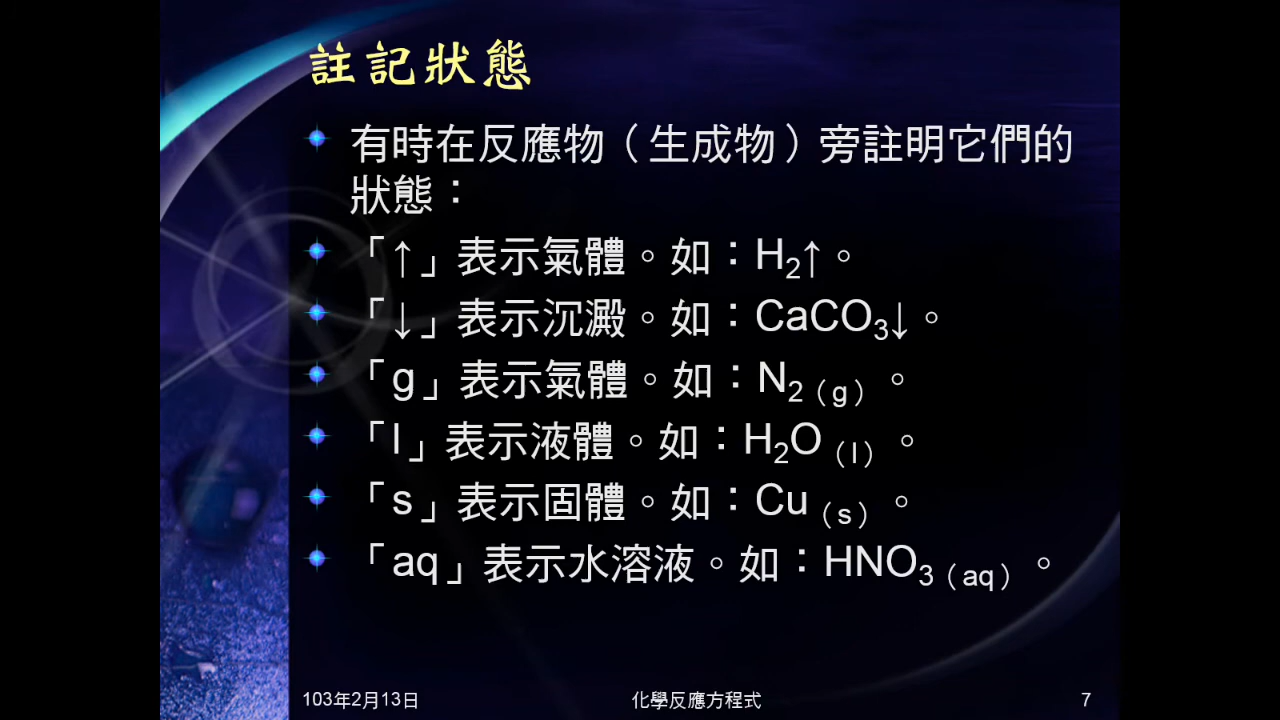 註記狀態
有時在反應物（生成物）旁註明它們的
狀態：
「↑」表示氣體。如：H₂↑。
「↓」表示沉澱。如：CaCO₃↓。
「g」表示氣體。如：N₂（g）。
「l」表示液體。如：H₂O（l）。
「s」表示固體。如：Cu（s）。
「aq」表示水溶液。如：HNO₃（aq）。
103年2月13日 化學反應方程式 7